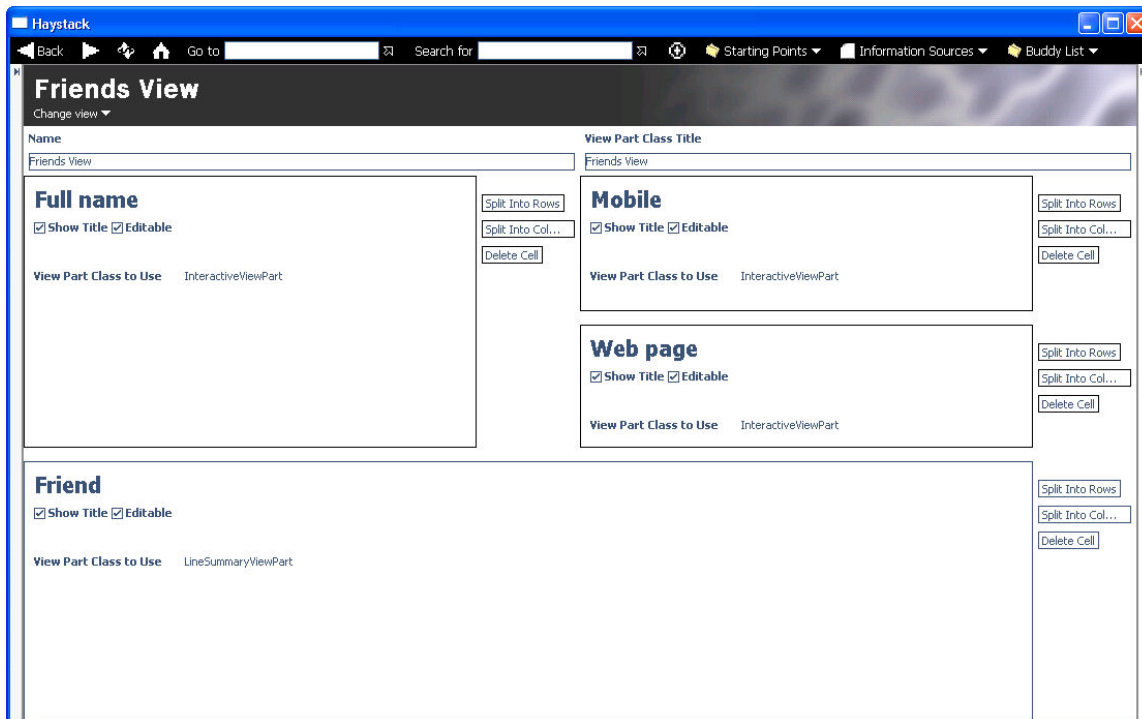 Haystack
Back Go to Search for Starting Points Information Sources Buddy List
Friends View
Change view
Name
Friends View
View Part Class Title
Friends View
Full name
Show Title Editable
View Part Class to Use InteractiveViewPart
Split Into Rows
Split Into Col...
Delete Cell
Mobile
Show Title Editable
View Part Class to Use InteractiveViewPart
Split Into Rows
Split Into Col...
Delete Cell
Web page
Show Title Editable
View Part Class to Use InteractiveViewPart
Split Into Rows
Split Into Col...
Delete Cell
Friend
Show Title Editable
View Part Class to Use LineSummaryViewPart
Split Into Rows
Split Into Col...
Delete Cell